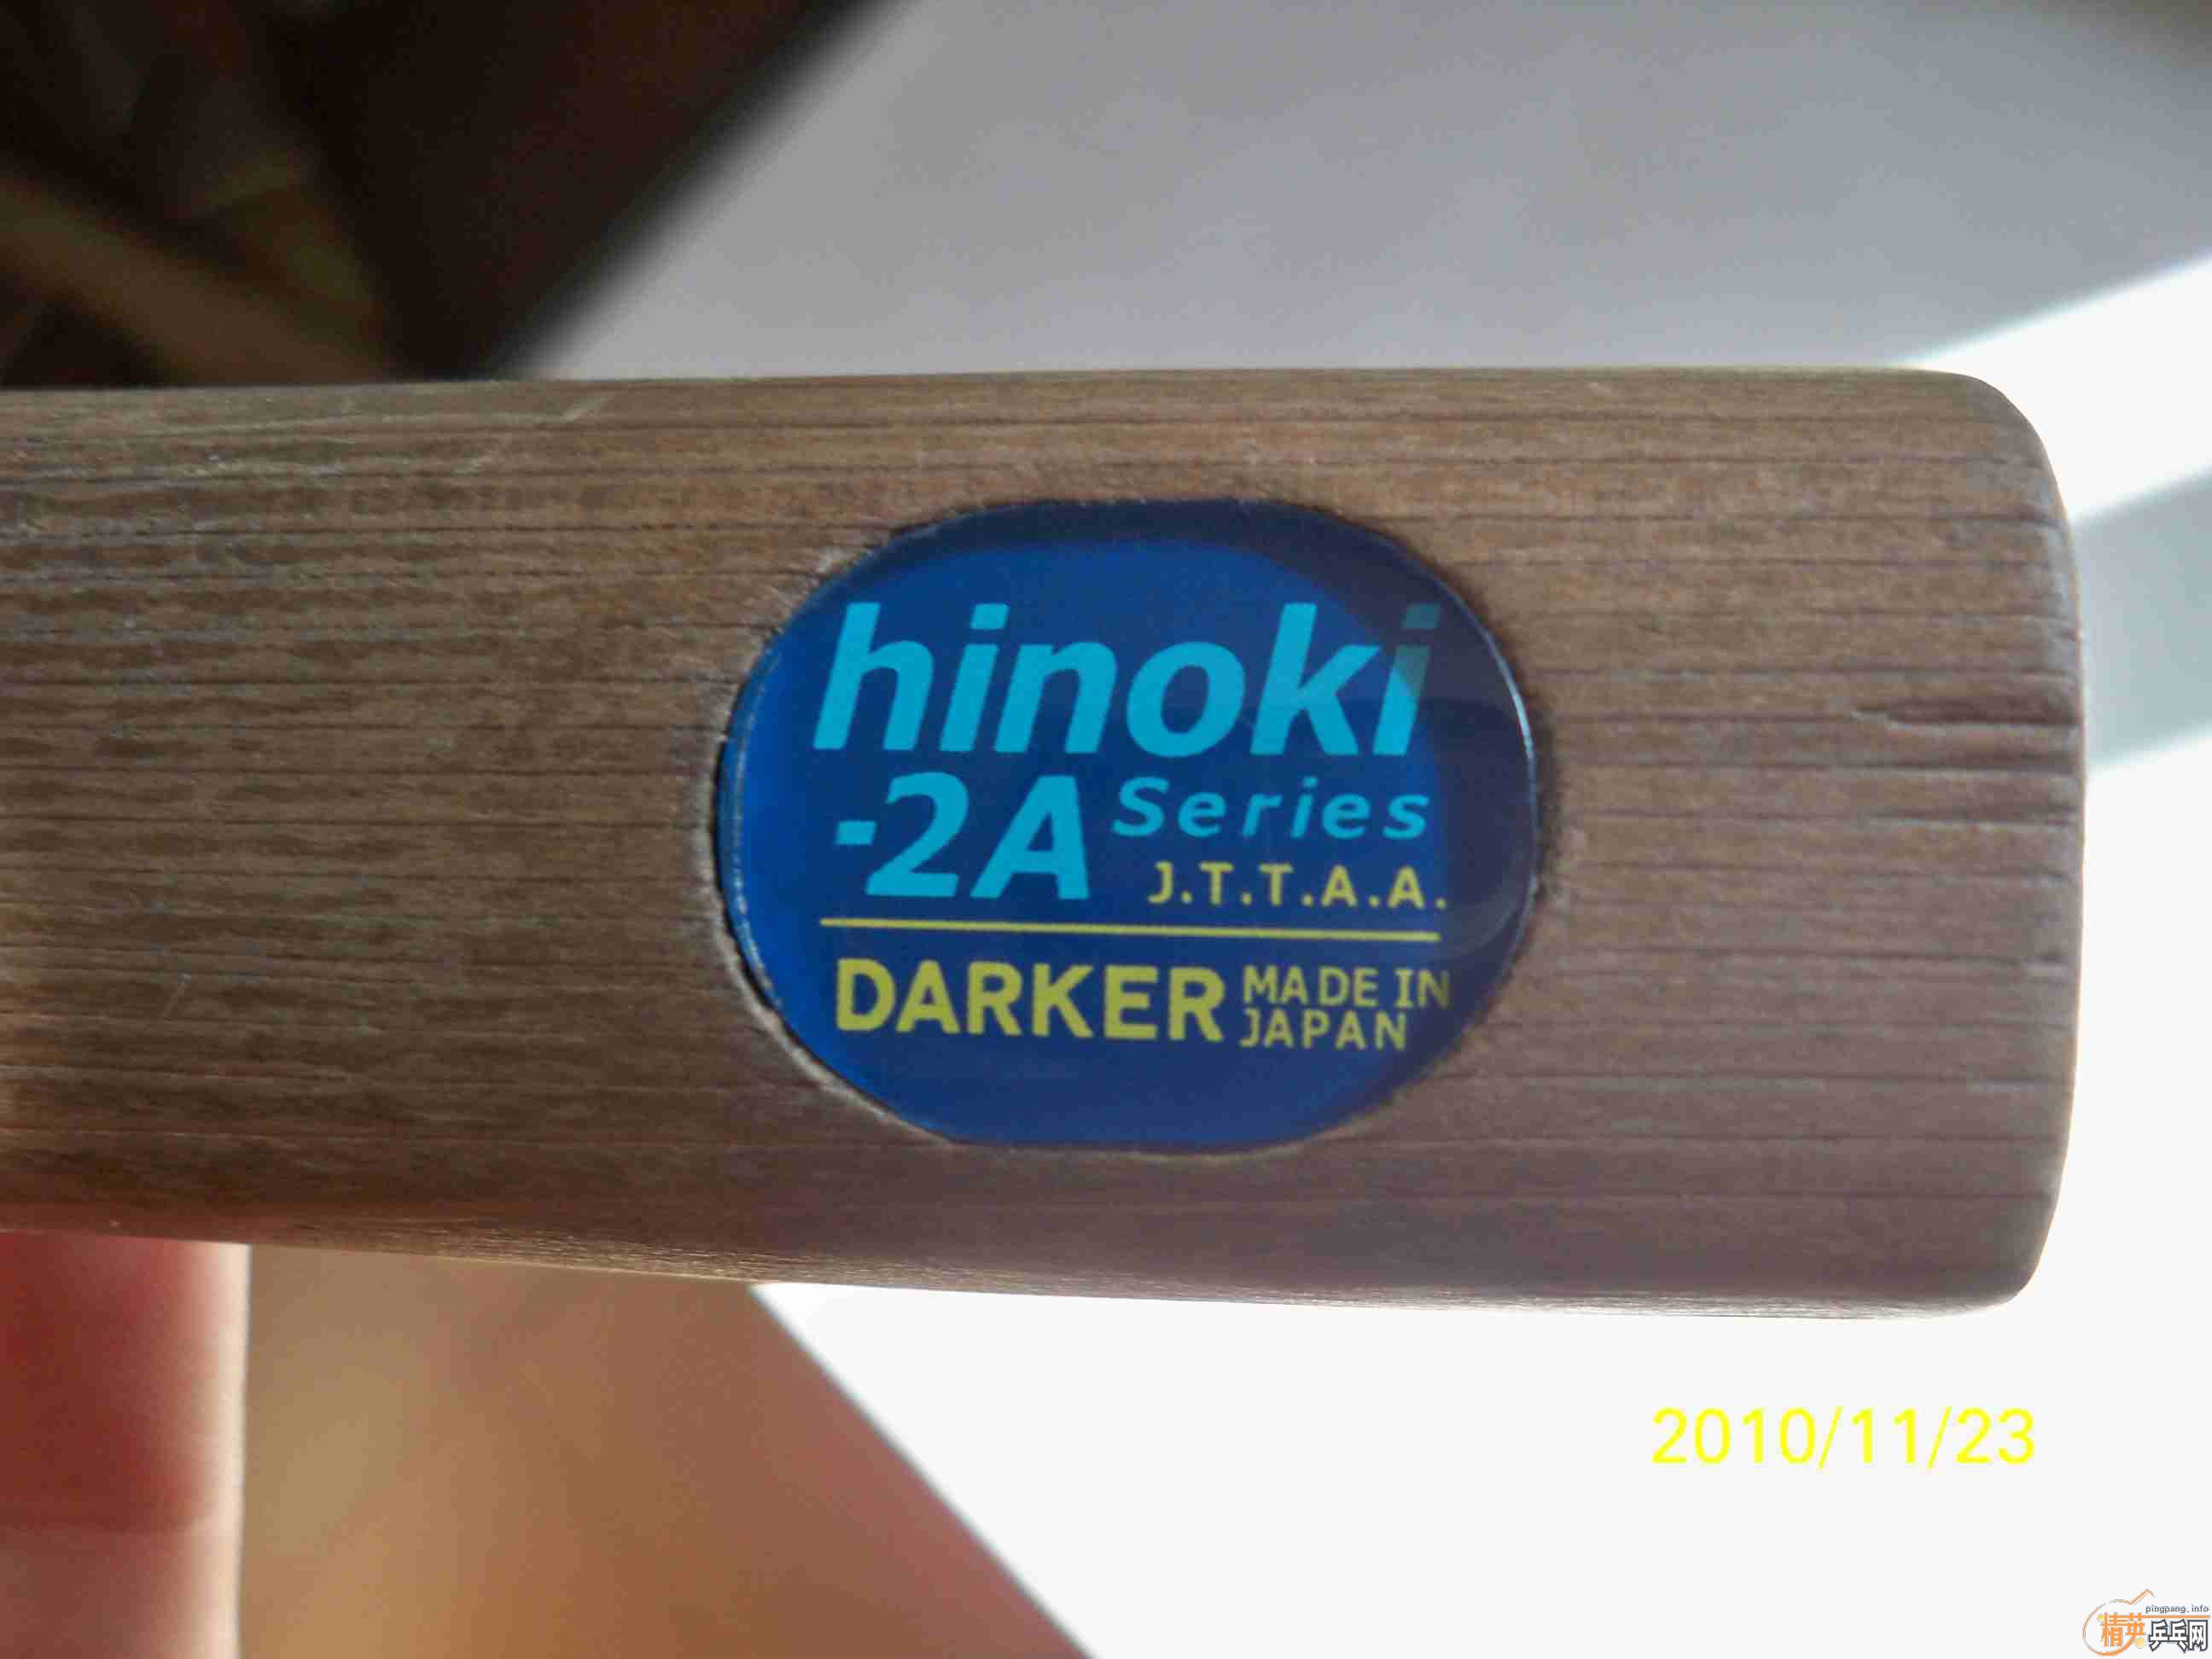 hinoki
-2A Series
J.T.T.A.A.
DARKER MADE IN JAPAN
2010/11/23
pingpang.info
精英乒乓网